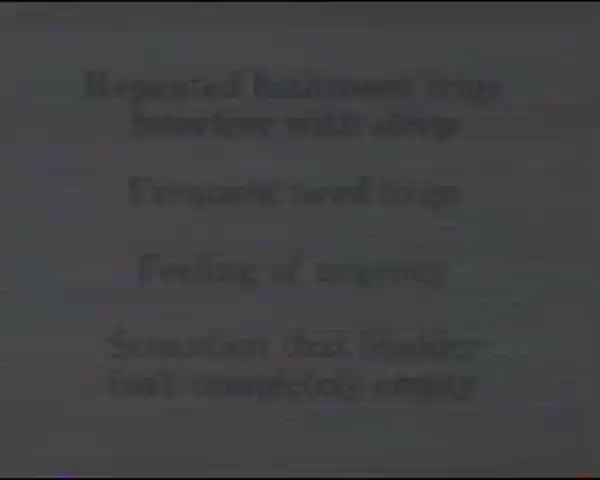 Repeated bathroom trips
interfere with sleep
Frequent need to go
Feeling of urgency
Sensation that bladder
isn't completely empty